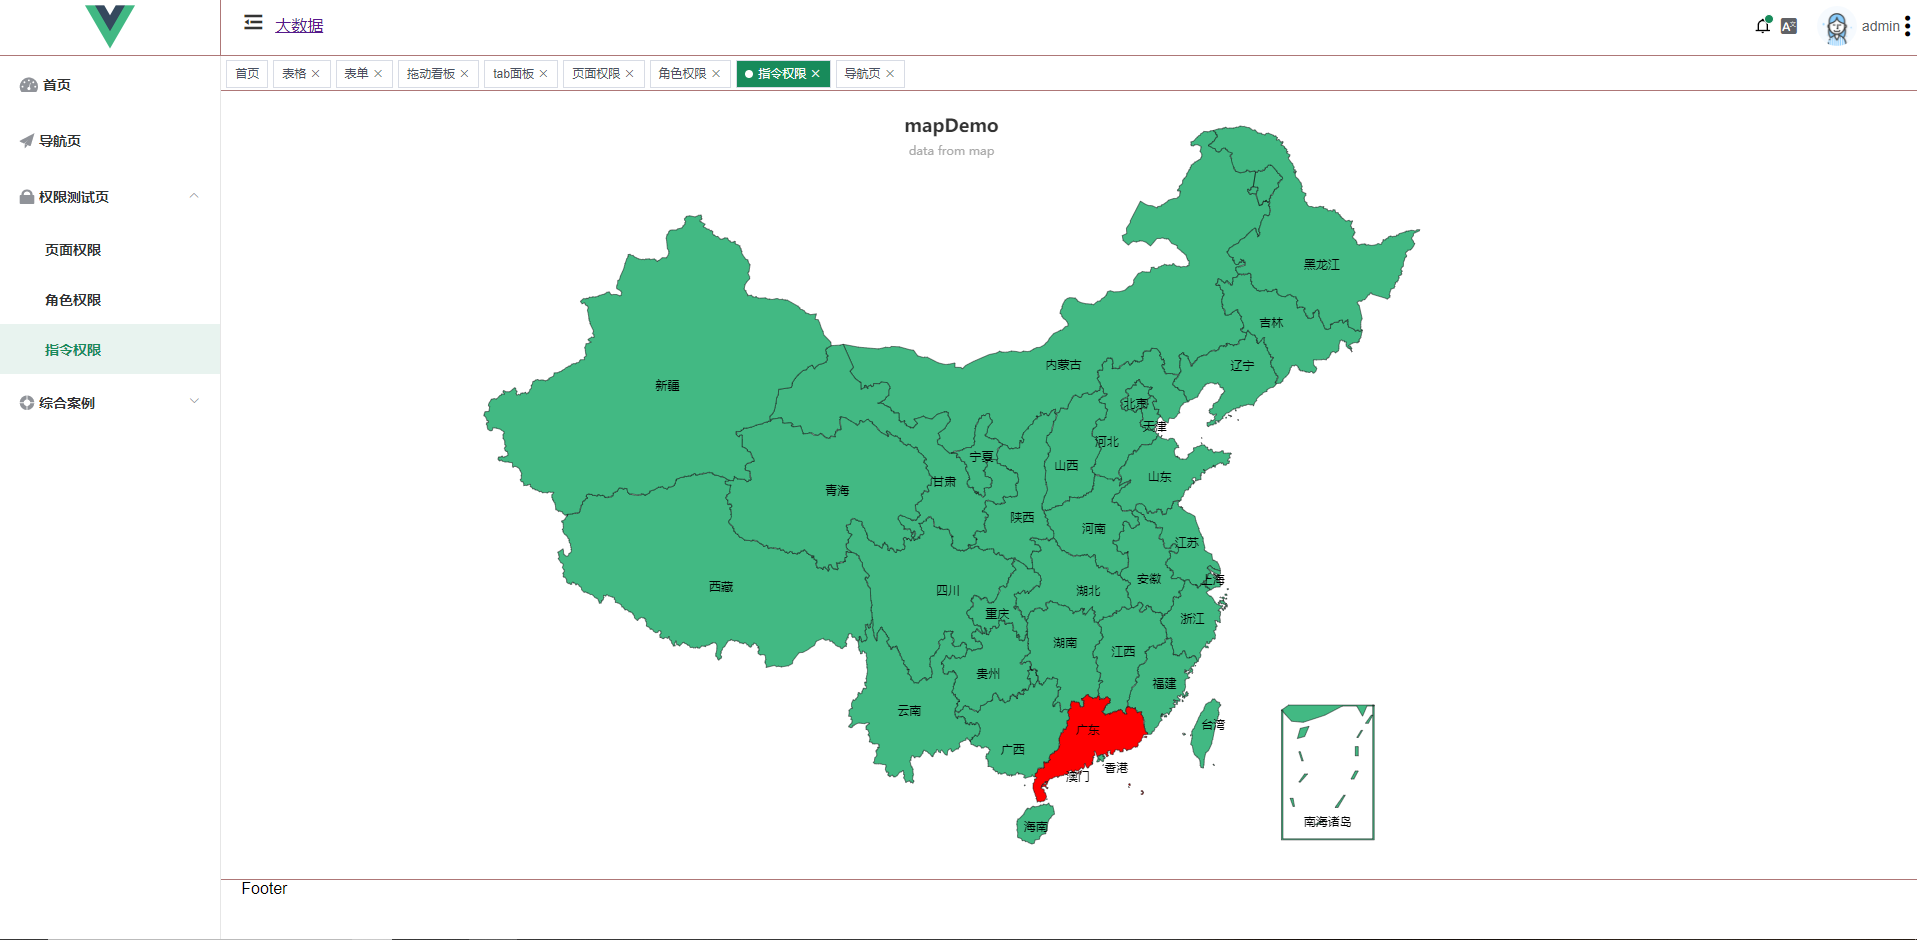 大数据
admin
首页
导航页
权限测试页
页面权限
角色权限
指令权限
综合案例
首页 表格 表单 拖动看板 tab面板 页面权限 角色权限 指令权限 导航页
mapDemo
data from map
黑龙江
吉林
辽宁
内蒙古
新疆
北京
天津
河北
宁夏
山西
山东
甘肃
青海
陕西
河南
江苏
上海
安徽
西藏
四川
湖北
重庆
浙江
湖南
江西
贵州
福建
云南
台湾
广东
广西
香港
澳门
海南
南海诸岛
Footer